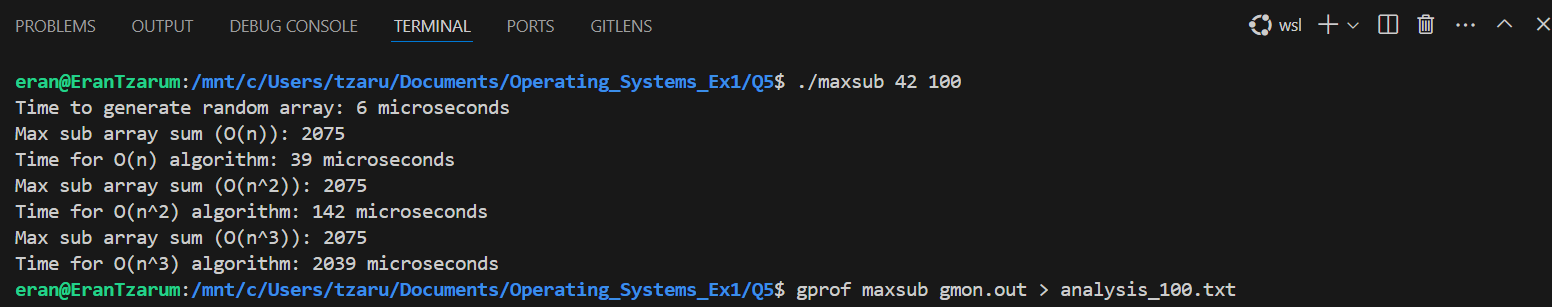 PROBLEMS OUTPUT DEBUG CONSOLE TERMINAL PORTS GITLENS wsl
eran@EranTzarum:/mnt/c/Users/tzaru/Documents/Operating_Systems_Ex1/Q5$ ./maxsub 42 100
Time to generate random array: 6 microseconds
Max sub array sum (O(n)): 2075
Time for O(n) algorithm: 39 microseconds
Max sub array sum (O(n^2)): 2075
Time for O(n^2) algorithm: 142 microseconds
Max sub array sum (O(n^3)): 2075
Time for O(n^3) algorithm: 2039 microseconds
eran@EranTzarum:/mnt/c/Users/tzaru/Documents/Operating_Systems_Ex1/Q5$ gprof maxsub gmon.out > analysis_100.txt